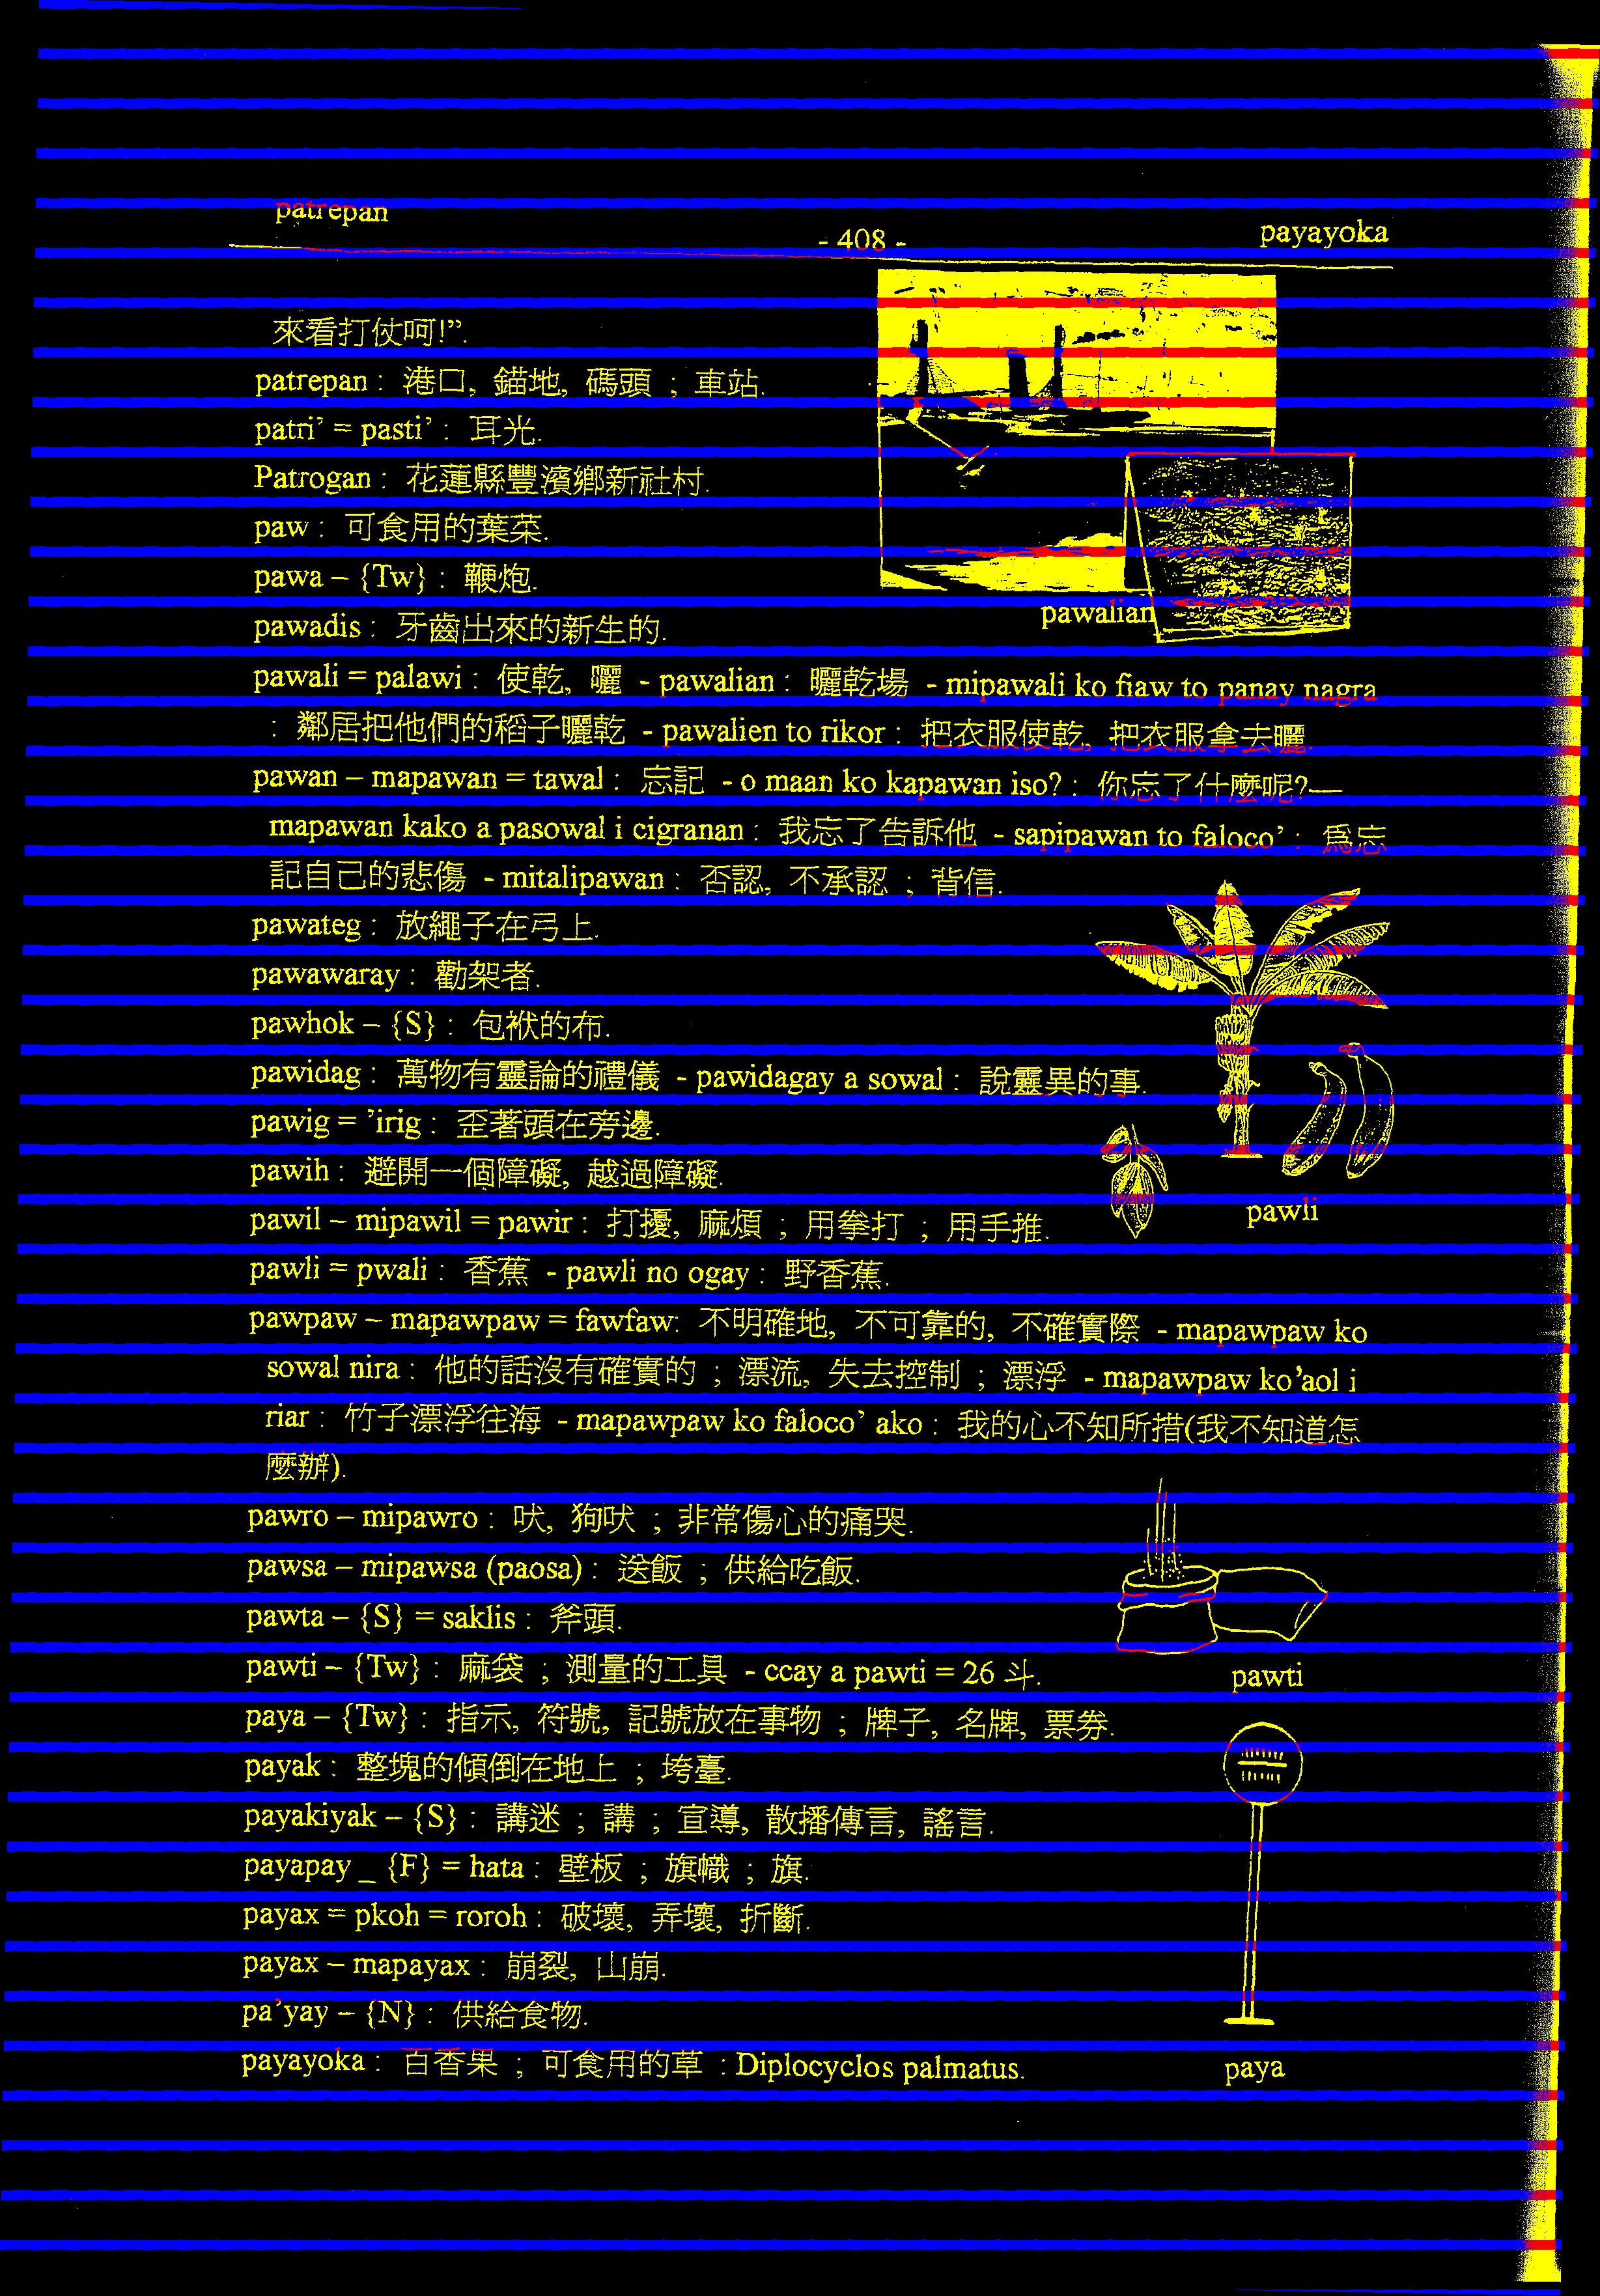 patrepan
- 408 -
payayoka
來看打仗呵!”.
patrepan : 港口, 錨地, 碼頭 ; 車站.
patri’ = pasti’ : 耳光.
Patrogan : 花蓮縣豐濱鄉新社村.
paw : 可食用的葉菜.
pawa – {Tw} : 鞭炮.
pawadis : 牙齒出來的新生的.
pawalian
pawali = palawi : 使乾, 曬 - pawalian : 曬乾場 - mipawali ko fiaw to panay nagra
: 鄰居把他們的稻子曬乾 - pawalien to rikor : 把衣服使乾, 把衣服拿去曬.
pawan – mapawan = tawal : 忘記 - o maan ko kapawan iso? : 你忘了什麼呢?—
mapawan kako a pasowal i cigranan : 我忘了告訴他 - sapipawan to faloco’ : 爲忘
記自己的悲傷 - mitalipawan : 否認, 不承認 ; 背信.
pawateg : 放繩子在弓上.
pawawaray : 勸架者.
pawhok – {S} : 包袱的布.
pawidag : 萬物有靈論的禮儀 - pawidagay a sowal : 說靈異的事.
pawig = ’irig : 歪著頭在旁邊.
pawih : 避開一個障礙, 越過障礙.
pawil – mipawil = pawir : 打擾, 麻煩 ; 用拳打 ; 用手推.
pawli
pawli = pwali : 香蕉 - pawli no ogay : 野香蕉.
pawpaw – mapawpaw = fawfaw: 不明確地, 不可靠的, 不確實際 - mapawpaw ko
sowal nira : 他的話沒有確實的 ; 漂流, 失去控制 ; 漂浮 - mapawpaw ko’aol i
riar : 竹子漂浮往海 - mapawpaw ko faloco’ ako : 我的心不知所措(我不知道怎
麼辦).
pawro – mipawro : 吠, 狗吠 ; 非常傷心的痛哭.
pawsa – mipawsa (paosa) : 送飯 ; 供給吃飯.
pawta – {S} = saklis : 斧頭.
pawti – {Tw} : 麻袋 ; 測量的工具 - ccay a pawti = 26 斗.
pawti
paya – {Tw} : 指示, 符號, 記號放在事物 ; 牌子, 名牌, 票券.
payak : 整塊的傾倒在地上 ; 垮臺.
payakiyak – {S} : 講迷 ; 講 ; 宣導, 散播傳言, 謠言.
payapay _ {F} = hata : 壁板 ; 旗幟 ; 旗.
payax = pkoh = roroh : 破壞, 弄壞, 折斷.
payax – mapayax : 崩裂, 山崩.
pa’yay – {N} : 供給食物.
payayoka : 百香果 ; 可食用的草 : Diplocyclos palmatus.
paya